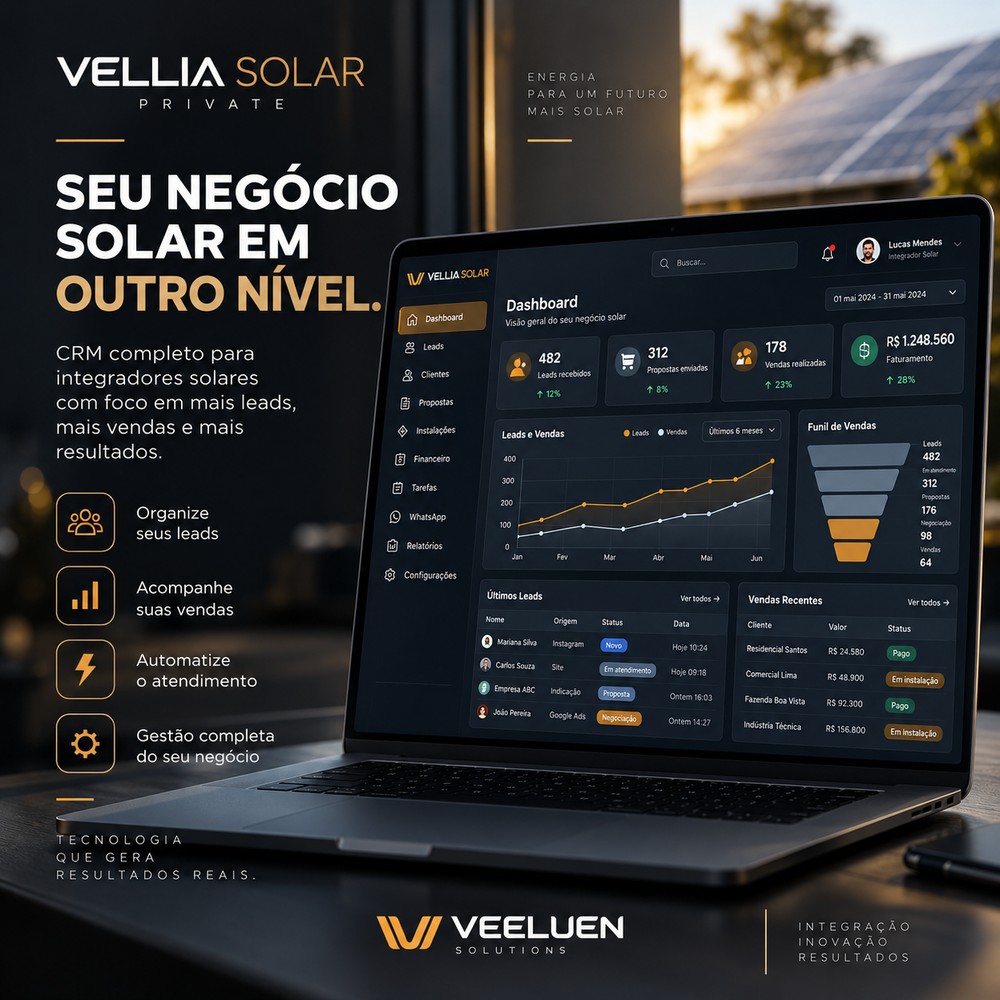 VELLIA SOLAR
PRIVATE
ENERGIA
PARA UM FUTURO
MAIS SOLAR
SEU NEGÓCIO
SOLAR EM
OUTRO NÍVEL.
CRM completo para
integradores solares
com foco em mais leads,
mais vendas e mais
resultados.
Organize
seus leads
Acompanhe
suas vendas
Automatize
o atendimento
Gestão completa
do seu negócio
TECNOLOGIA
QUE GERA
RESULTADOS REAIS.
VELLIA SOLAR
Buscar...
Lucas Mendes
Integrador Solar
Dashboard
Leads
Clientes
Propostas
Instalações
Financeiro
Tarefas
WhatsApp
Relatórios
Configurações
Dashboard
Visão geral do seu negócio solar
01 mai 2024 - 31 mai 2024
482
Leads recebidos
↑ 12%
312
Propostas enviadas
↑ 8%
178
Vendas realizadas
↑ 23%
R$ 1.248.560
Faturamento
↑ 28%
Leads e Vendas
Leads
Vendas
Últimos 6 meses
400
300
200
100
0
Jan Fev Mar Abr Mai Jun
Funil de Vendas
Leads
482
Em atendimento
312
Propostas
176
Negociação
98
Vendas
64
Últimos Leads
Ver todos →
Nome Origem Status Data
Mariana Silva Instagram Novo Hoje 10:24
Carlos Souza Site Em atendimento Hoje 09:18
Empresa ABC Indicação Proposta Ontem 16:03
João Pereira Google Ads Negociação Ontem 14:27
Vendas Recentes
Ver todos →
Cliente Valor Status
Residencial Santos R$ 24.580 Pago
Comercial Lima R$ 48.900 Em instalação
Fazenda Boa Vista R$ 92.300 Pago
Indústria Técnica R$ 156.800 Em Instalação
VEELUEN
SOLUTIONS
INTEGRAÇÃO
INOVAÇÃO
RESULTADOS